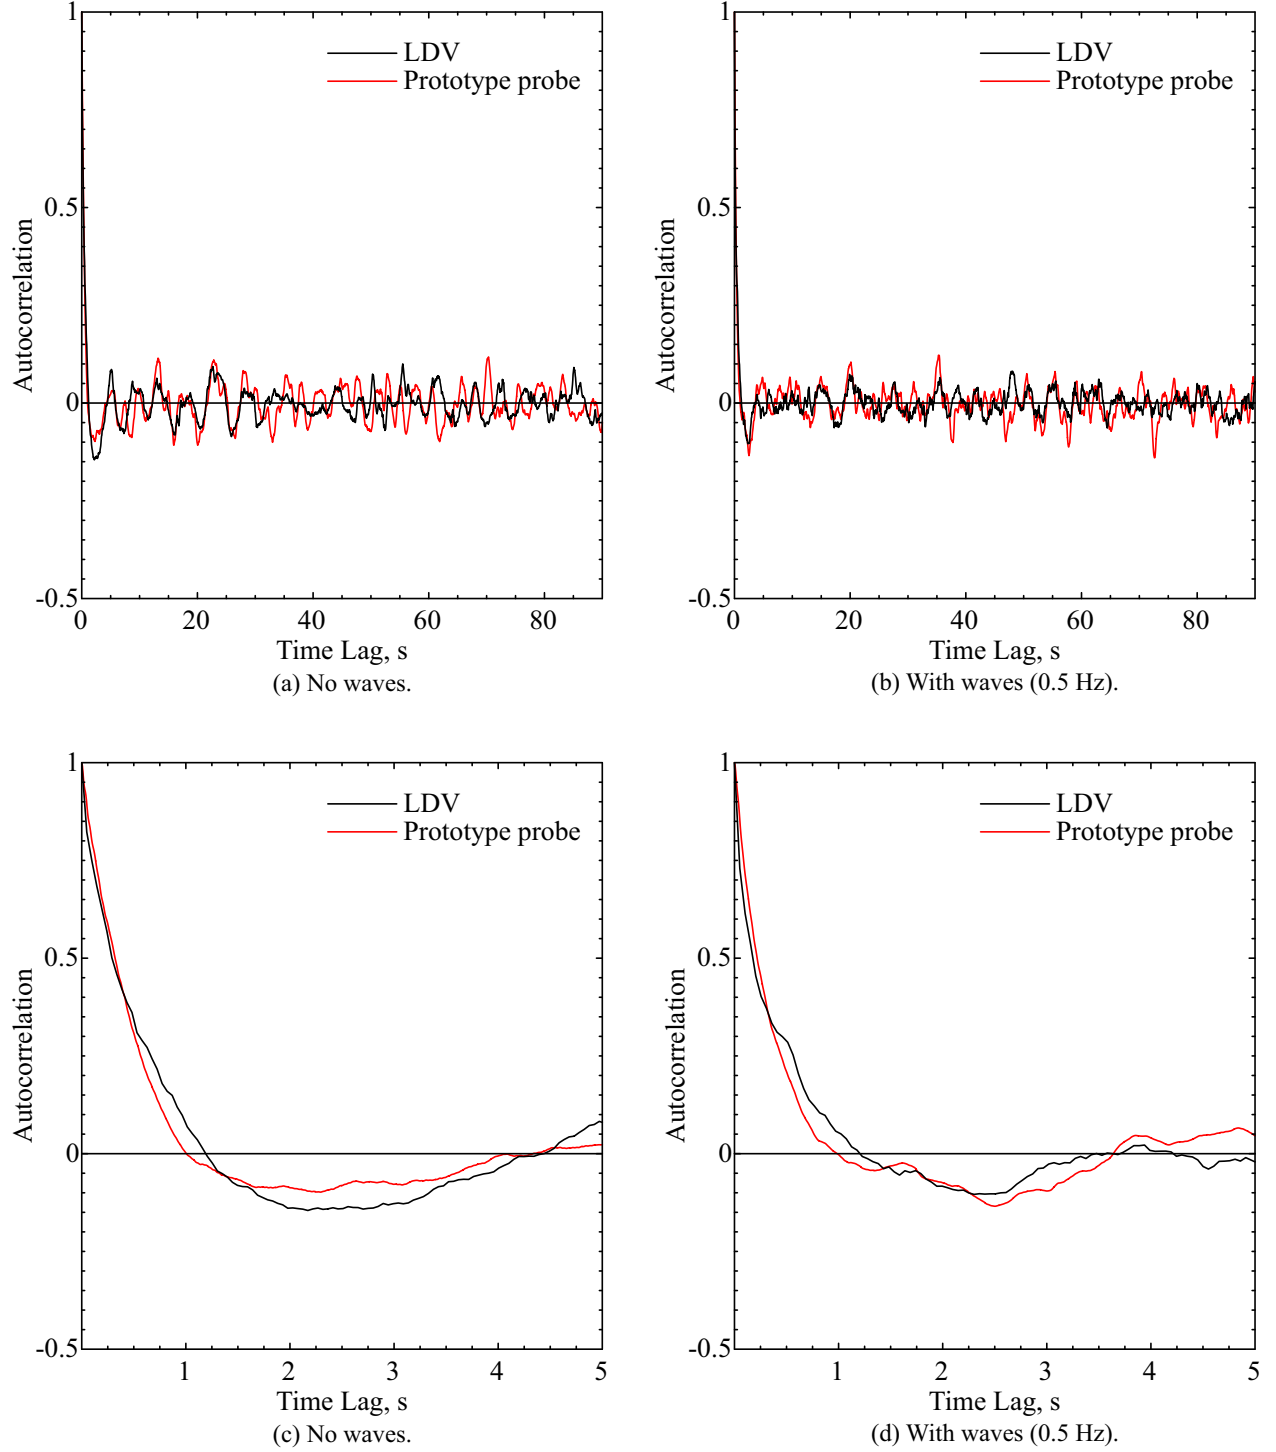 1
LDV
Prototype probe
0.5
Autocorrelation
0
-0.5
0 20 40 60 80
Time Lag, s
(a) No waves.
1
LDV
Prototype probe
0.5
Autocorrelation
0
-0.5
0 20 40 60 80
Time Lag, s
(b) With waves (0.5 Hz).
1
LDV
Prototype probe
0.5
Autocorrelation
0
-0.5
1 2 3 4 5
Time Lag, s
(c) No waves.
1
LDV
Prototype probe
0.5
Autocorrelation
0
-0.5
1 2 3 4 5
Time Lag, s
(d) With waves (0.5 Hz).